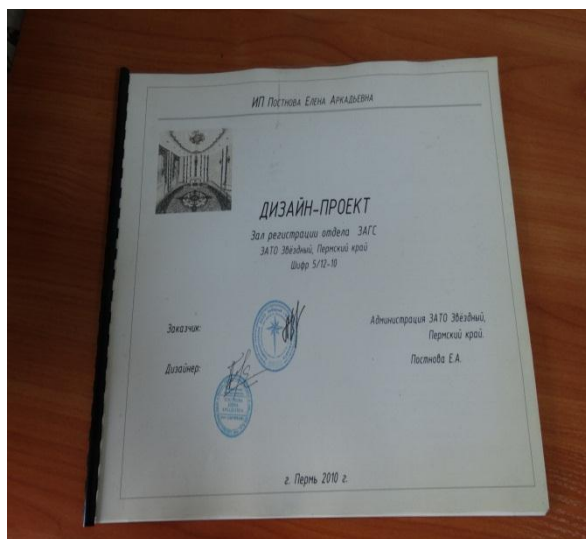 ИП Постнова Елена Аркадьевна
ДИЗАЙН-ПРОЕКТ
Зал регистрации отдела ЗАГС
ЗАТО Звёздный, Пермский край
Шифр 5/12-10
Заказчик:
Администрация ЗАТО Звёздный,
Пермский край.
Дизайнер:
Постнова Е.А.
г. Пермь 2010 г.